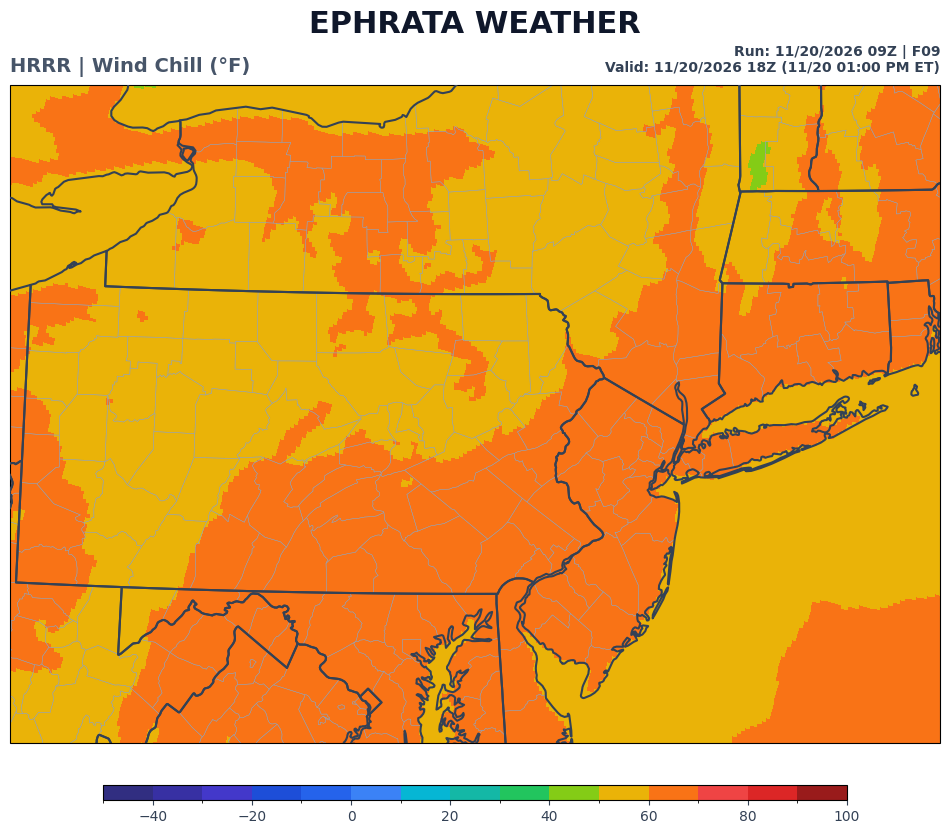 EPHRATA WEATHER
HRRR | Wind Chill (°F)
Run: 11/20/2026 09Z | F09
Valid: 11/20/2026 18Z (11/20 01:00 PM ET)
−40 −20 0 20 40 60 80 100